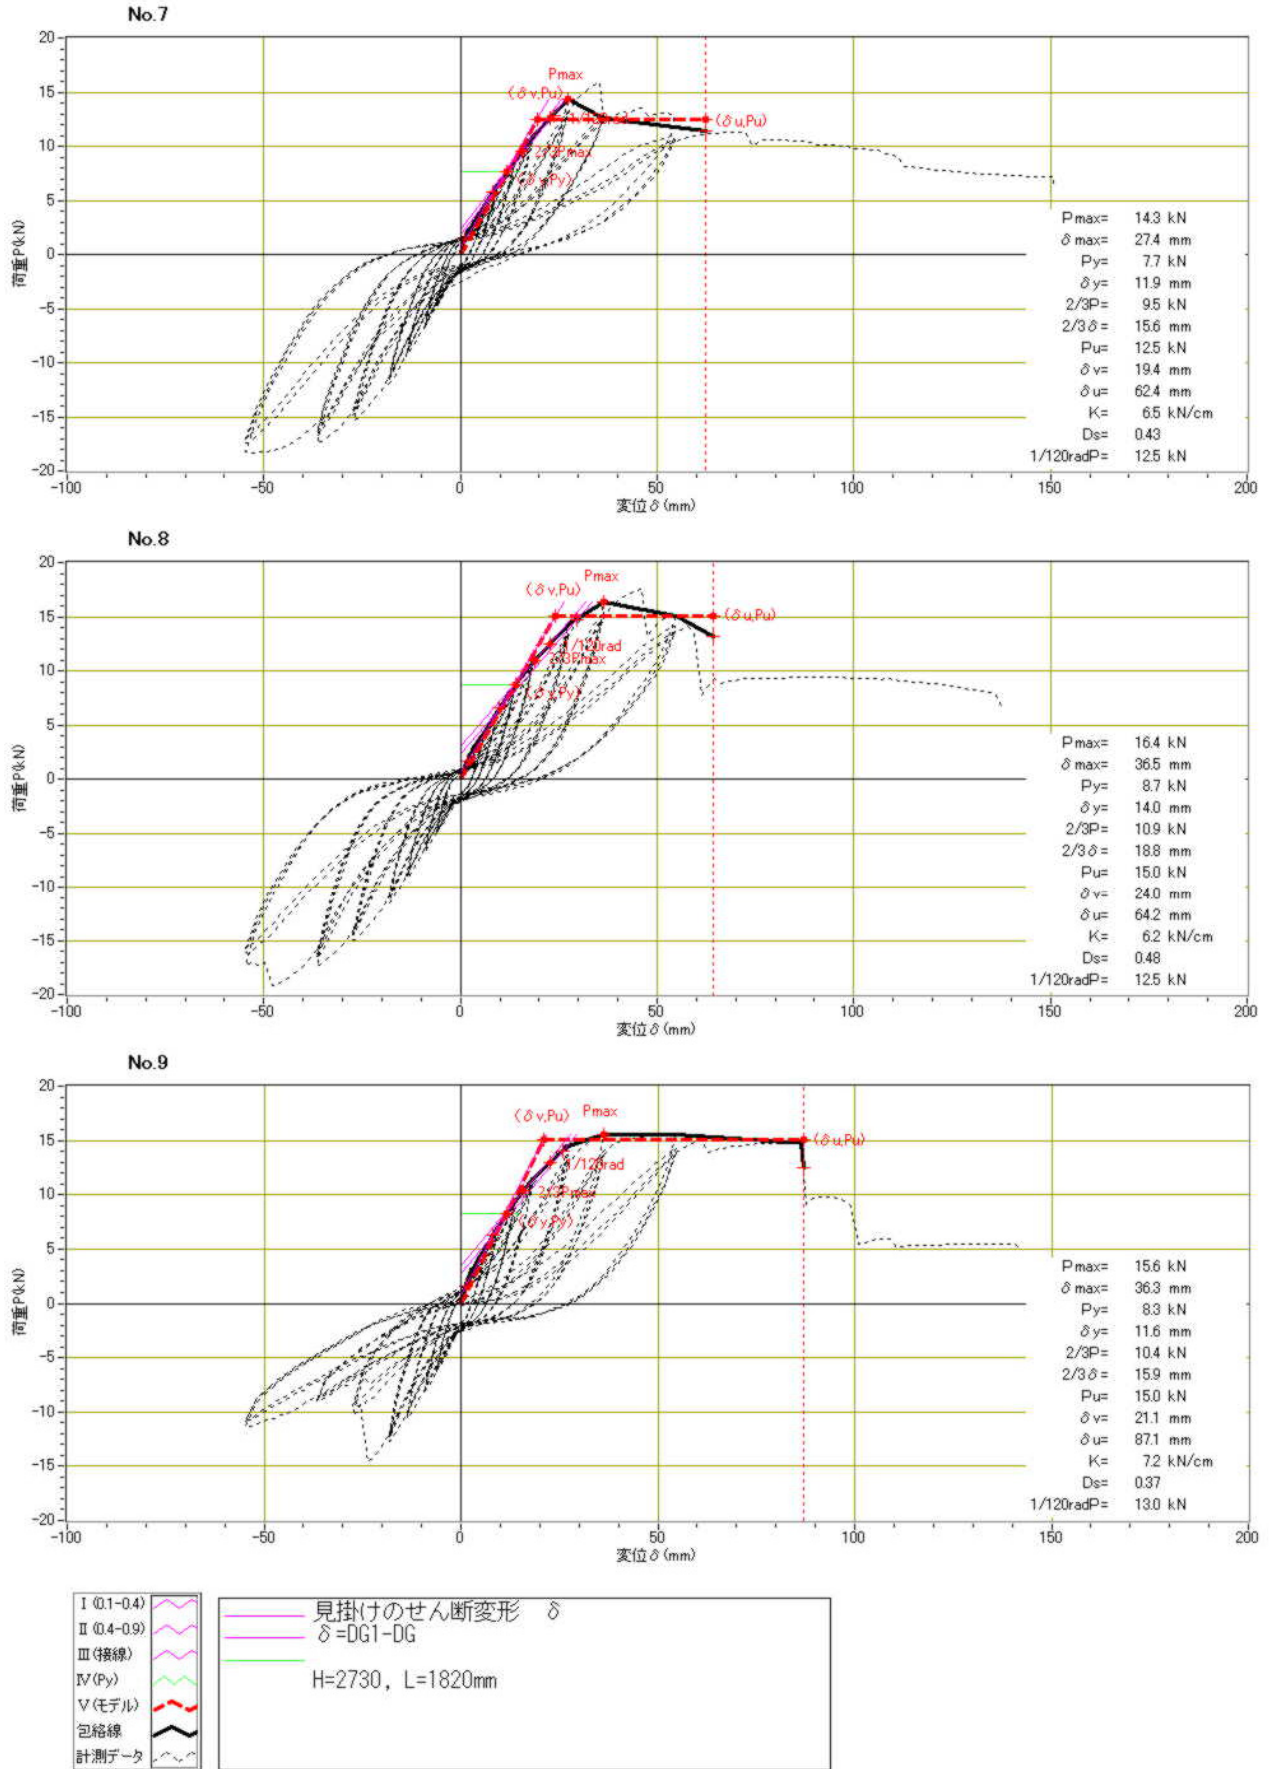 No.7
20
15
10
5
0
-5
-10
-15
-20
荷重P(kN)
Pmax
(δv,Pu)
1/120rad
(δu,Pu)
2/3Pmax
(δy,Py)
Pmax= 14.3 kN
δmax= 27.4 mm
Py= 7.7 kN
δy= 11.9 mm
2/3P= 9.5 kN
2/3δ= 15.6 mm
Pu= 12.5 kN
δv= 19.4 mm
δu= 62.4 mm
K= 6.5 kN/cm
Ds= 0.43
1/120radP= 12.5 kN
-100 -50 0 50 100 150 200
変位δ(mm)
No.8
20
15
10
5
0
-5
-10
-15
-20
荷重P(kN)
Pmax
(δv,Pu)
(δu,Pu)
1/120rad
2/3Pmax
(δy,Py)
Pmax= 16.4 kN
δmax= 36.5 mm
Py= 8.7 kN
δy= 14.0 mm
2/3P= 10.9 kN
2/3δ= 18.8 mm
Pu= 15.0 kN
δv= 24.0 mm
δu= 64.2 mm
K= 6.2 kN/cm
Ds= 0.48
1/120radP= 12.5 kN
-100 -50 0 50 100 150 200
変位δ(mm)
No.9
20
15
10
5
0
-5
-10
-15
-20
荷重P(kN)
(δv,Pu) Pmax
(δu,Pu)
1/120rad
2/3Pmax
(δy,Py)
Pmax= 15.6 kN
δmax= 36.3 mm
Py= 8.3 kN
δy= 11.6 mm
2/3P= 10.4 kN
2/3δ= 15.9 mm
Pu= 15.0 kN
δv= 21.1 mm
δu= 87.1 mm
K= 7.2 kN/cm
Ds= 0.37
1/120radP= 13.0 kN
-100 -50 0 50 100 150 200
変位δ(mm)
I (0.1-0.4)
II (0.4-0.9)
III (接線)
IV (Py)
V (モデル)
包絡線
計測データ
見掛けのせん断変形 δ
δ=DG1-DG
H=2730, L=1820mm